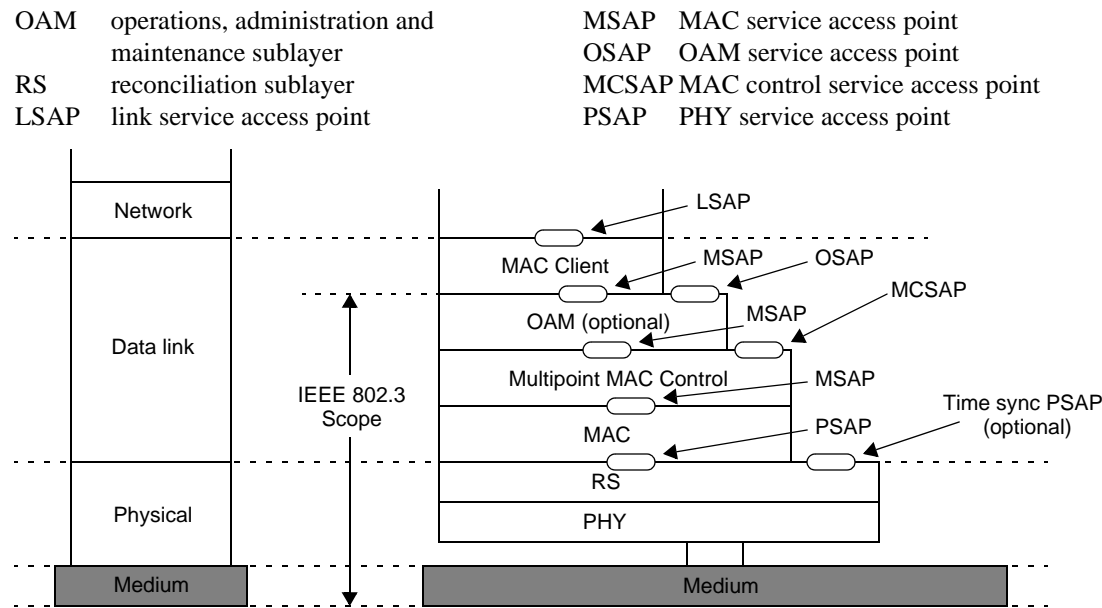 OAM operations, administration and
maintenance sublayer
RS reconciliation sublayer
LSAP link service access point
MSAP MAC service access point
OSAP OAM service access point
MCSAP MAC control service access point
PSAP PHY service access point
Network
Data link
Physical
Medium
IEEE 802.3
Scope
LSAP
MAC Client
MSAP
OSAP
OAM (optional)
MSAP
MCSAP
Multipoint MAC Control
MSAP
MAC
PSAP
Time sync PSAP
(optional)
RS
PHY
Medium